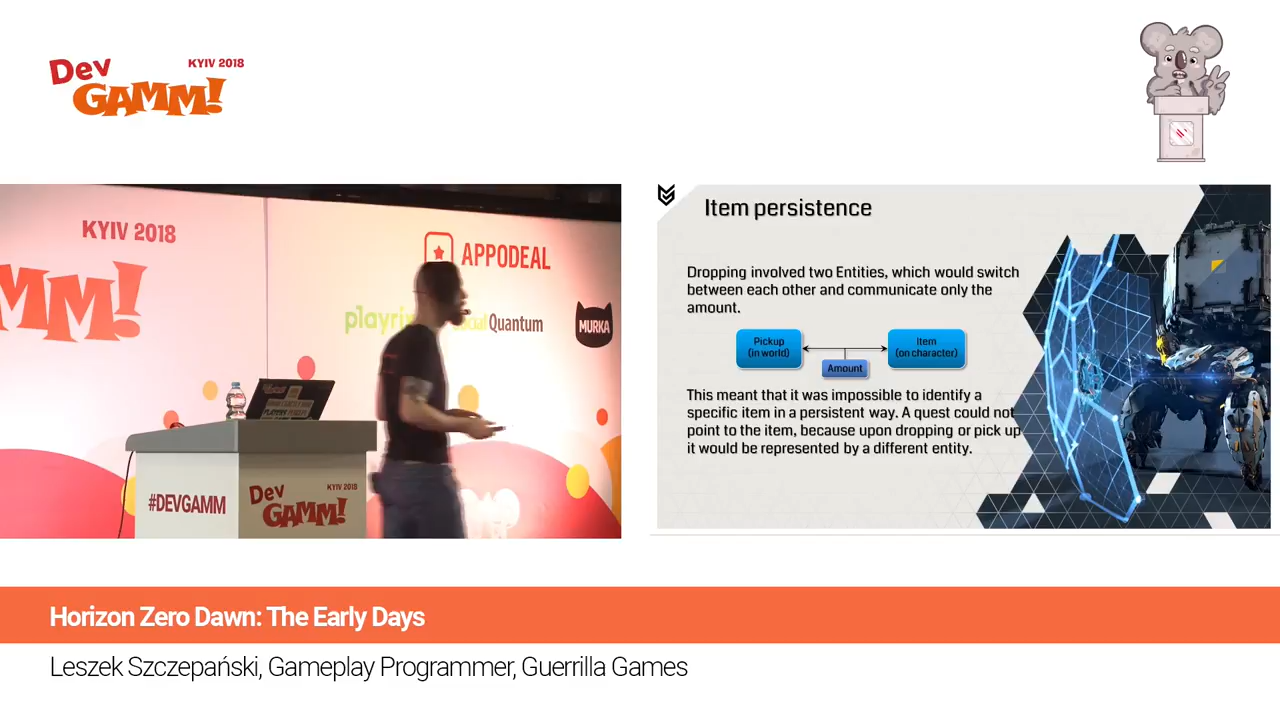 Dev
GAMM!
KYIV 2018
KYIV 2018
MM!
APPODEAL
playrix
Quantum
MURKA
#DEVGAMM
Dev
GAMM!
KYIV 2018
Item persistence
Dropping involved two Entities, which would switch
between each other and communicate only the
amount.
Pickup
(in world)
Item
(on character)
Amount
This meant that it was impossible to identify a
specific item in a persistent way. A quest could not
point to the item, because upon dropping or pick up
it would be represented by a different entity.
Horizon Zero Dawn: The Early Days
Leszek Szczepański, Gameplay Programmer, Guerrilla Games